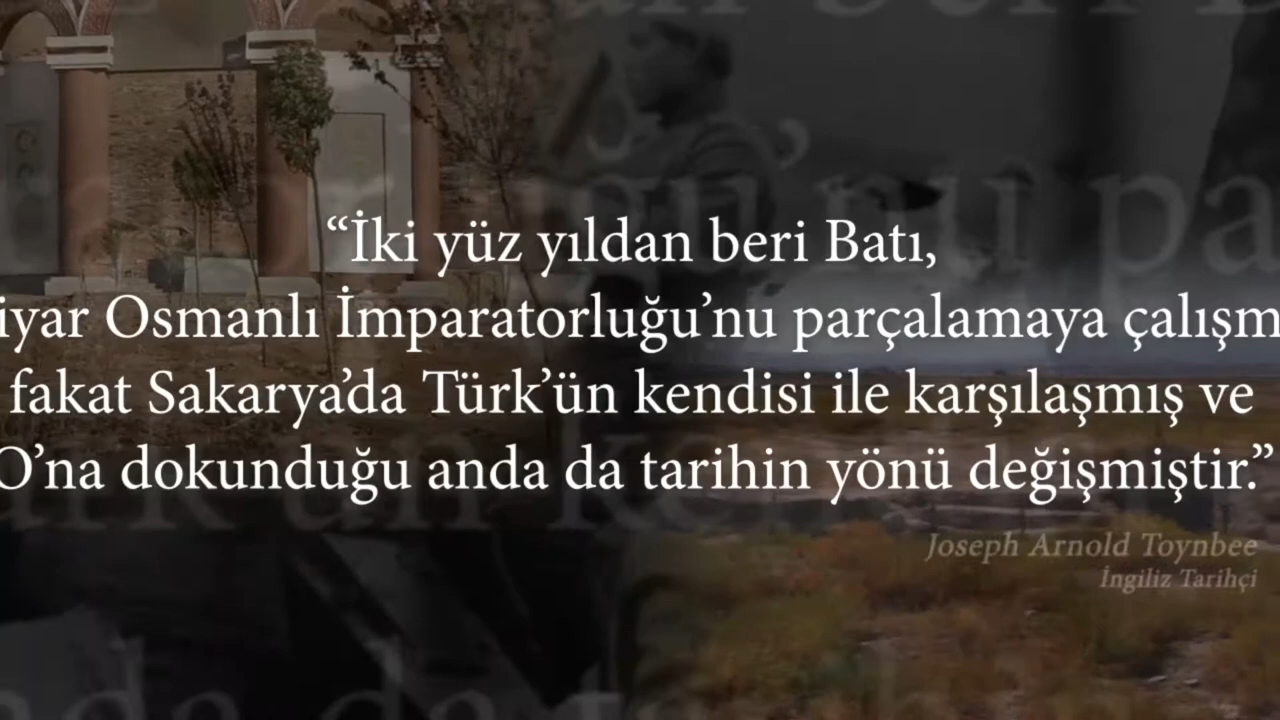 “İki yüz yıldan beri Batı,
iyar Osmanlı İmparatorluğu’nu parçalamaya çalışm
fakat Sakarya’da Türk’ün kendisi ile karşılaşmış ve
O’na dokunduğu anda da tarihin yönü değişmiştir.”
Joseph Arnold Toynbee
İngiliz Tarihçi